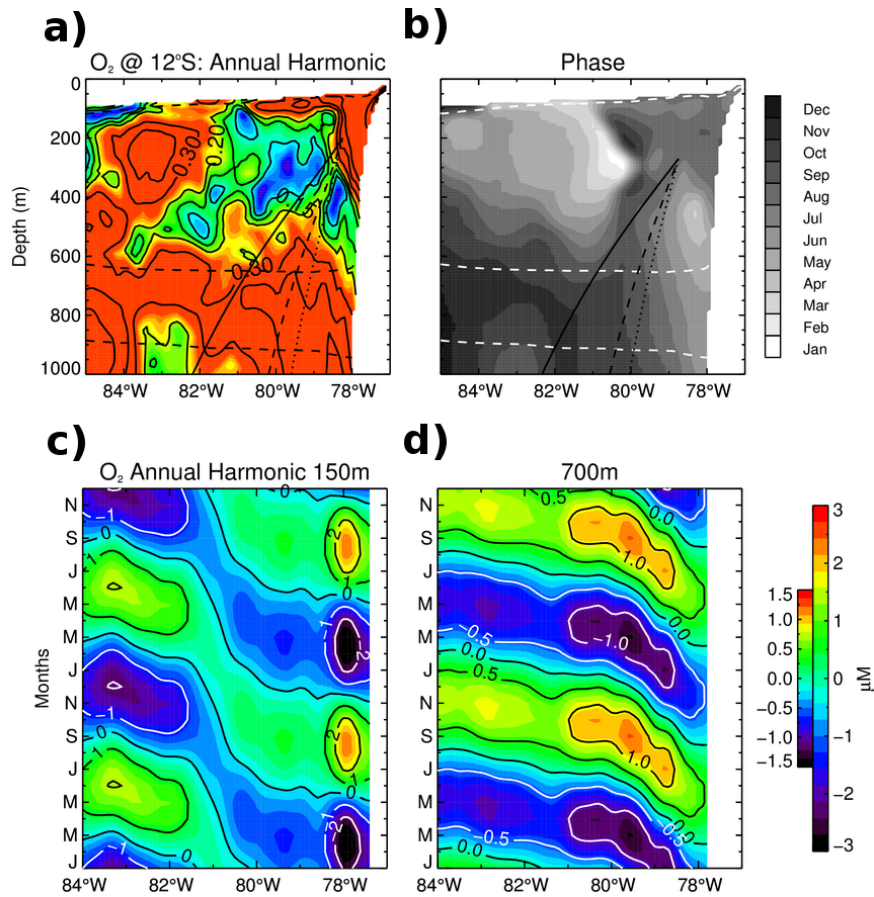 a)
b)
O₂ @ 12°S: Annual Harmonic
Phase
0
200
400
600
800
1000
Depth (m)
0.30
0.20
0.30
84°W 82°W 80°W 78°W
84°W 82°W 80°W 78°W
Dec
Nov
Oct
Sep
Aug
Jul
Jun
May
Apr
Mar
Feb
Jan
c)
d)
O₂ Annual Harmonic 150m
700m
Months
N
S
J
M
M
J
N
S
J
M
M
J
−1
0
1
0
−1
0
1
0
−1
0
2
1
0
−1
−2
2
1
0
−1
−2
84°W 82°W 80°W 78°W
N
S
J
M
M
J
N
S
J
M
M
J
0.5
0.0
1.0
0.0
−0.5
−1.0
0.0
0.5
1.0
0.0
−0.5
−1.0
−0.5
84°W 82°W 80°W 78°W
1.5
1.0
0.5
0.0
−0.5
−1.0
−1.5
3
2
1
0
−1
−2
−3
µM